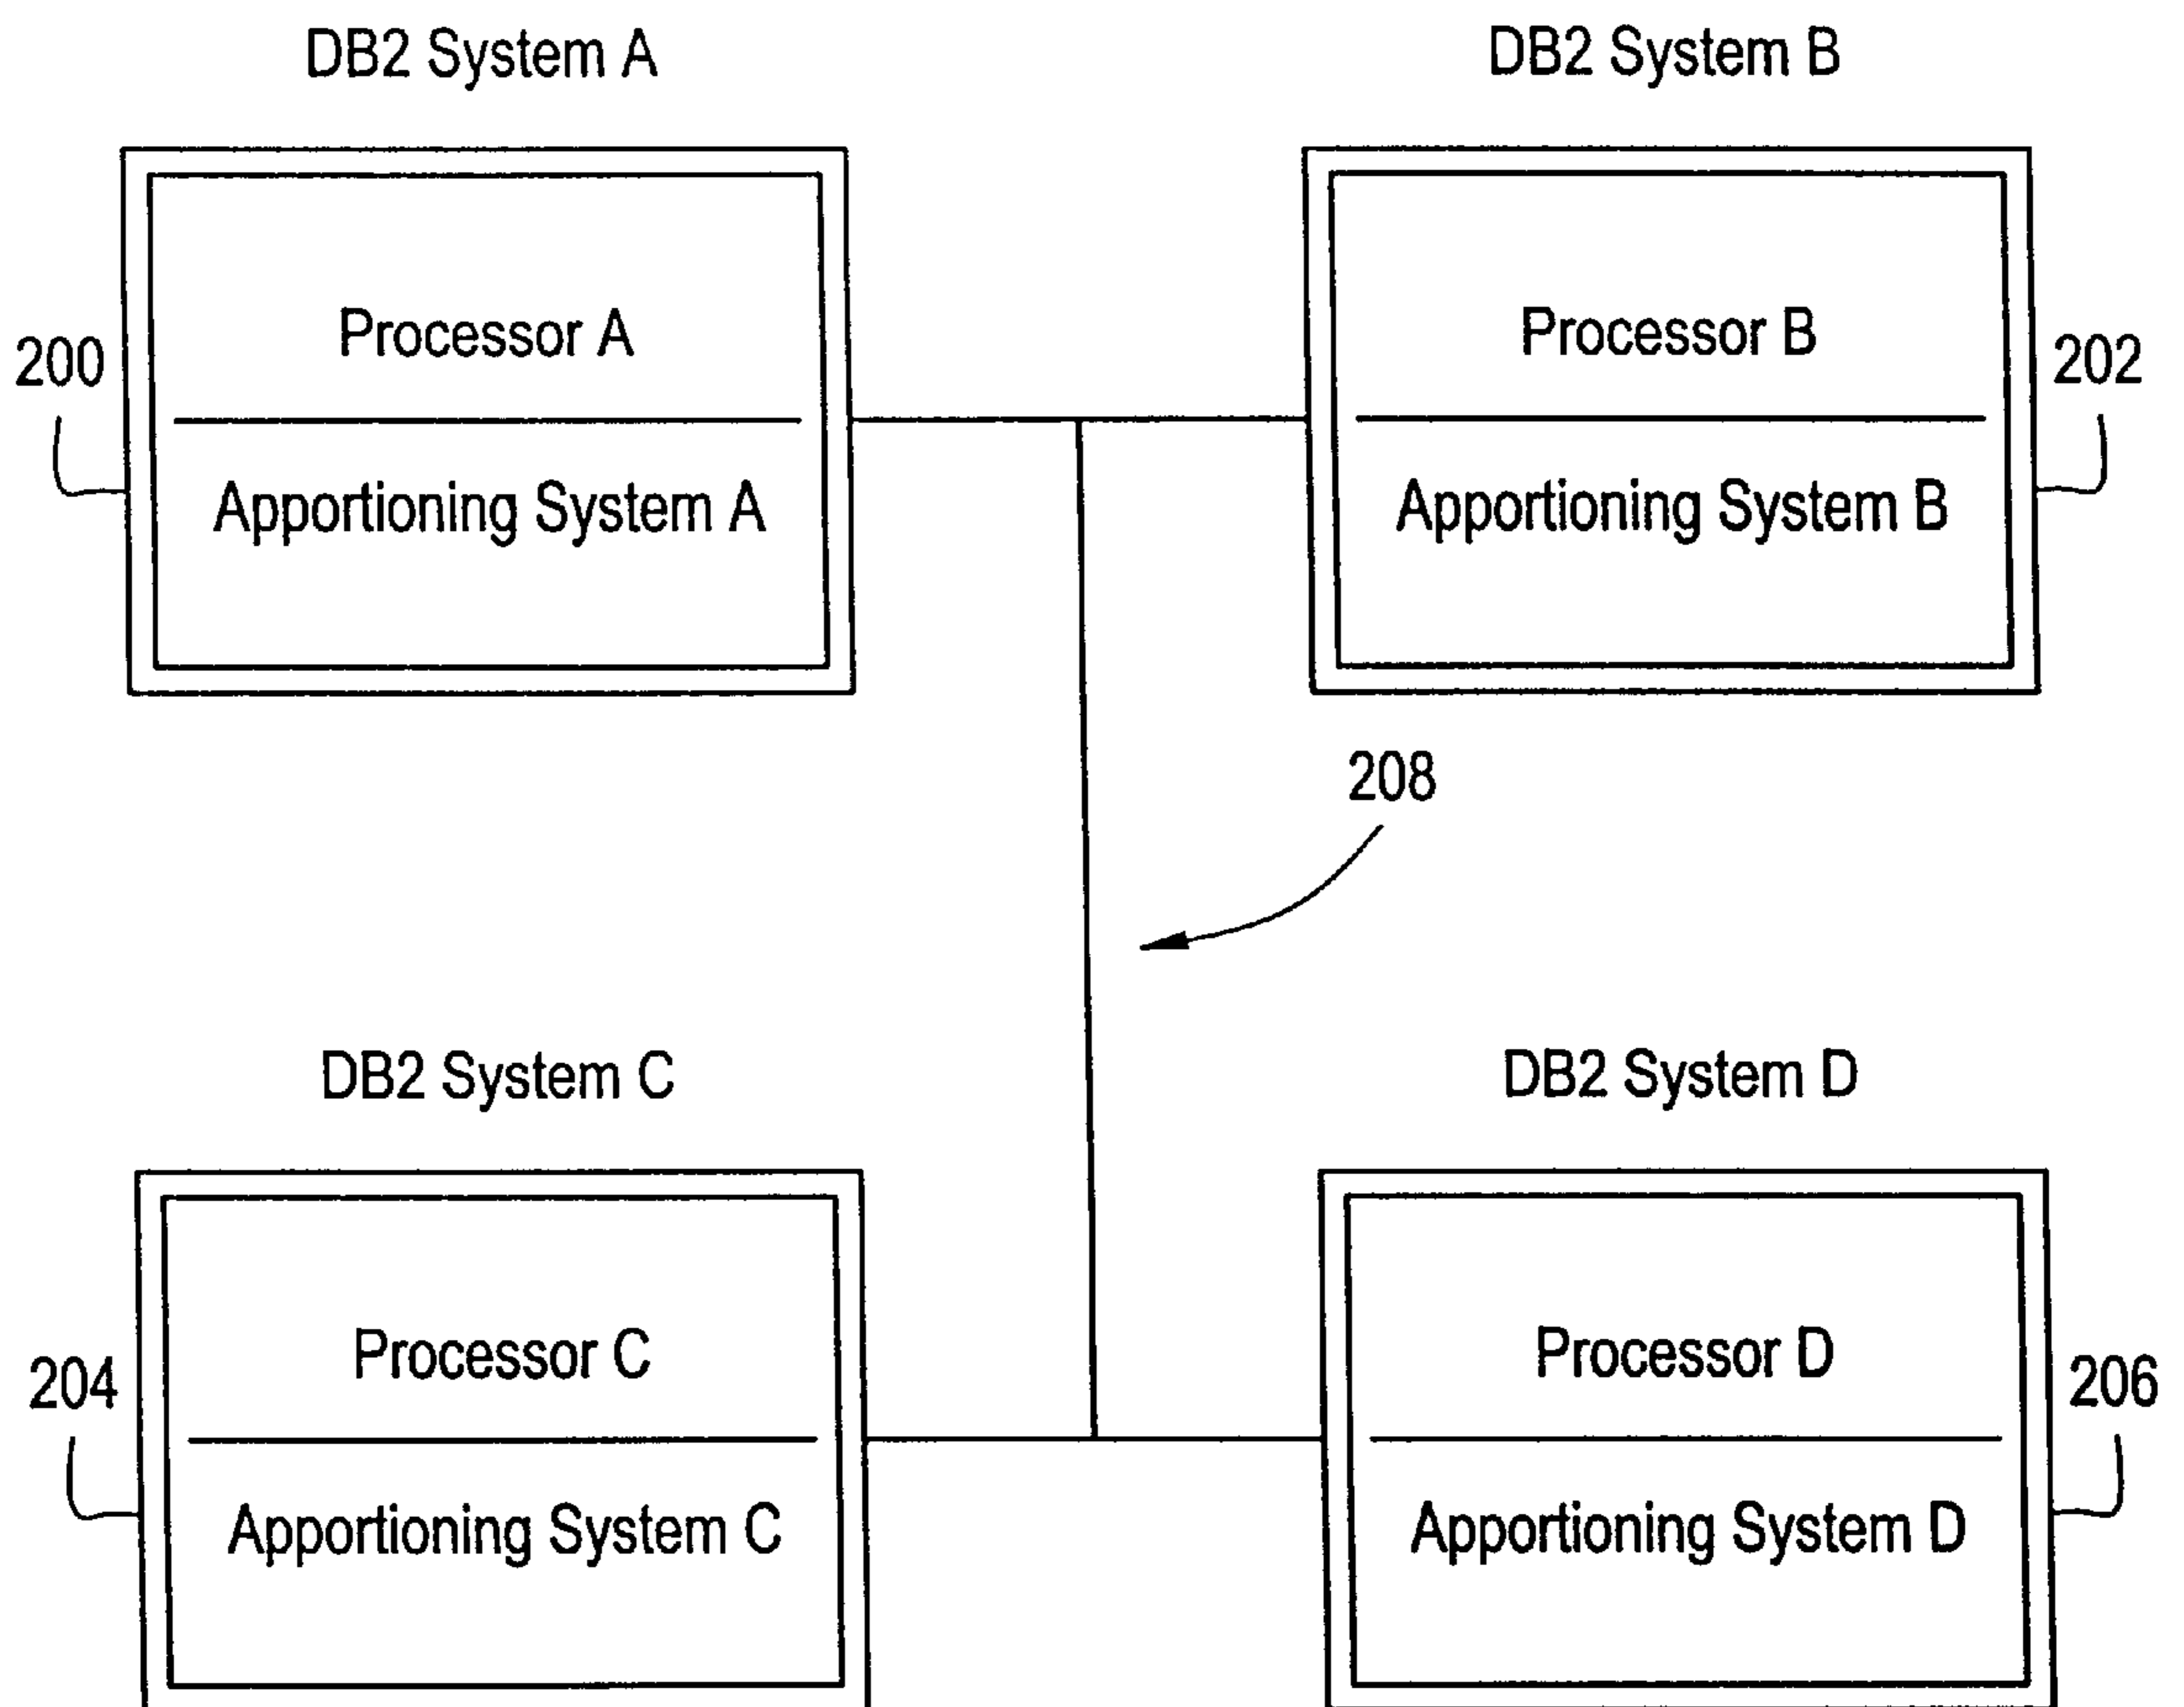 DB2 System A
DB2 System B
Processor A
Processor B
200
202
Apportioning System A
Apportioning System B
208
DB2 System C
DB2 System D
Processor C
Processor D
204
206
Apportioning System C
Apportioning System D